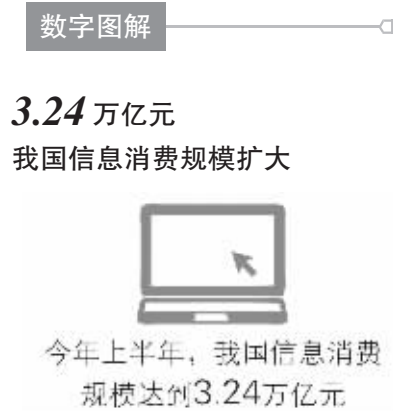 数字图解
3.24万亿元
我国信息消费规模扩大
今年上半年，我国信息消费
规模达到3.24万亿元